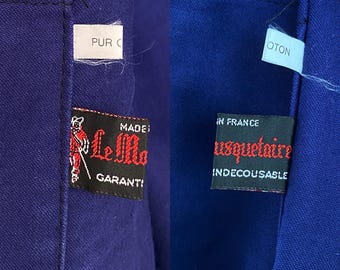 PUR C
OTON
MADE
Le Mo
GARANTI
IN FRANCE
usquetaire
INDECOUSABLE